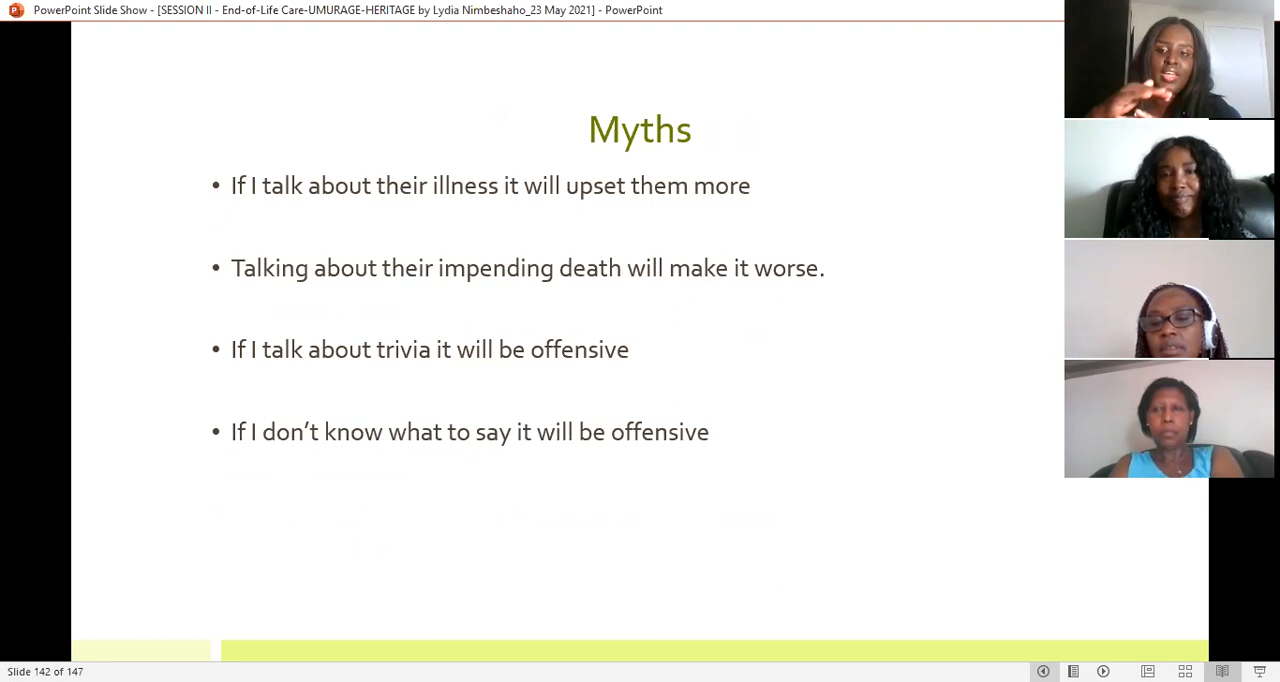 PowerPoint Slide Show - [SESSION II - End-of-Life Care-UMURAGE-HERITAGE by Lydia Nimbeshaho_23 May 2021] - PowerPoint
Myths
• If I talk about their illness it will upset them more
• Talking about their impending death will make it worse.
• If I talk about trivia it will be offensive
• If I don’t know what to say it will be offensive
Slide 142 of 147